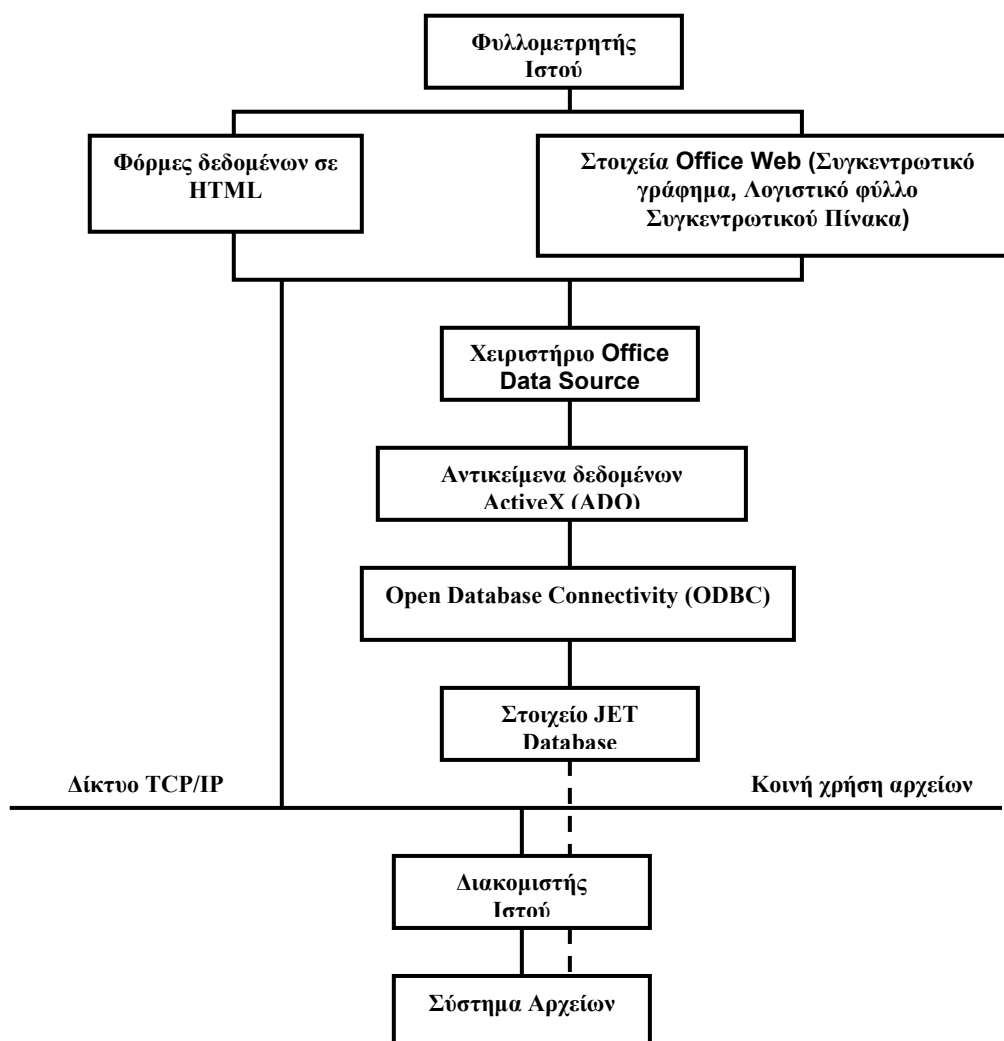 Φυλλομετρητής
Ιστού
Φόρμες δεδομένων σε
HTML
Στοιχεία Office Web (Συγκεντρωτικό
γράφημα, Λογιστικό φύλλο
Συγκεντρωτικού Πίνακα)
Χειριστήριο Office
Data Source
Αντικείμενα δεδομένων
ActiveX (ADO)
Open Database Connectivity (ODBC)
Στοιχείο JET
Database
Δίκτυο TCP/IP
Κοινή χρήση αρχείων
Διακομιστής
Ιστού
Σύστημα Αρχείων